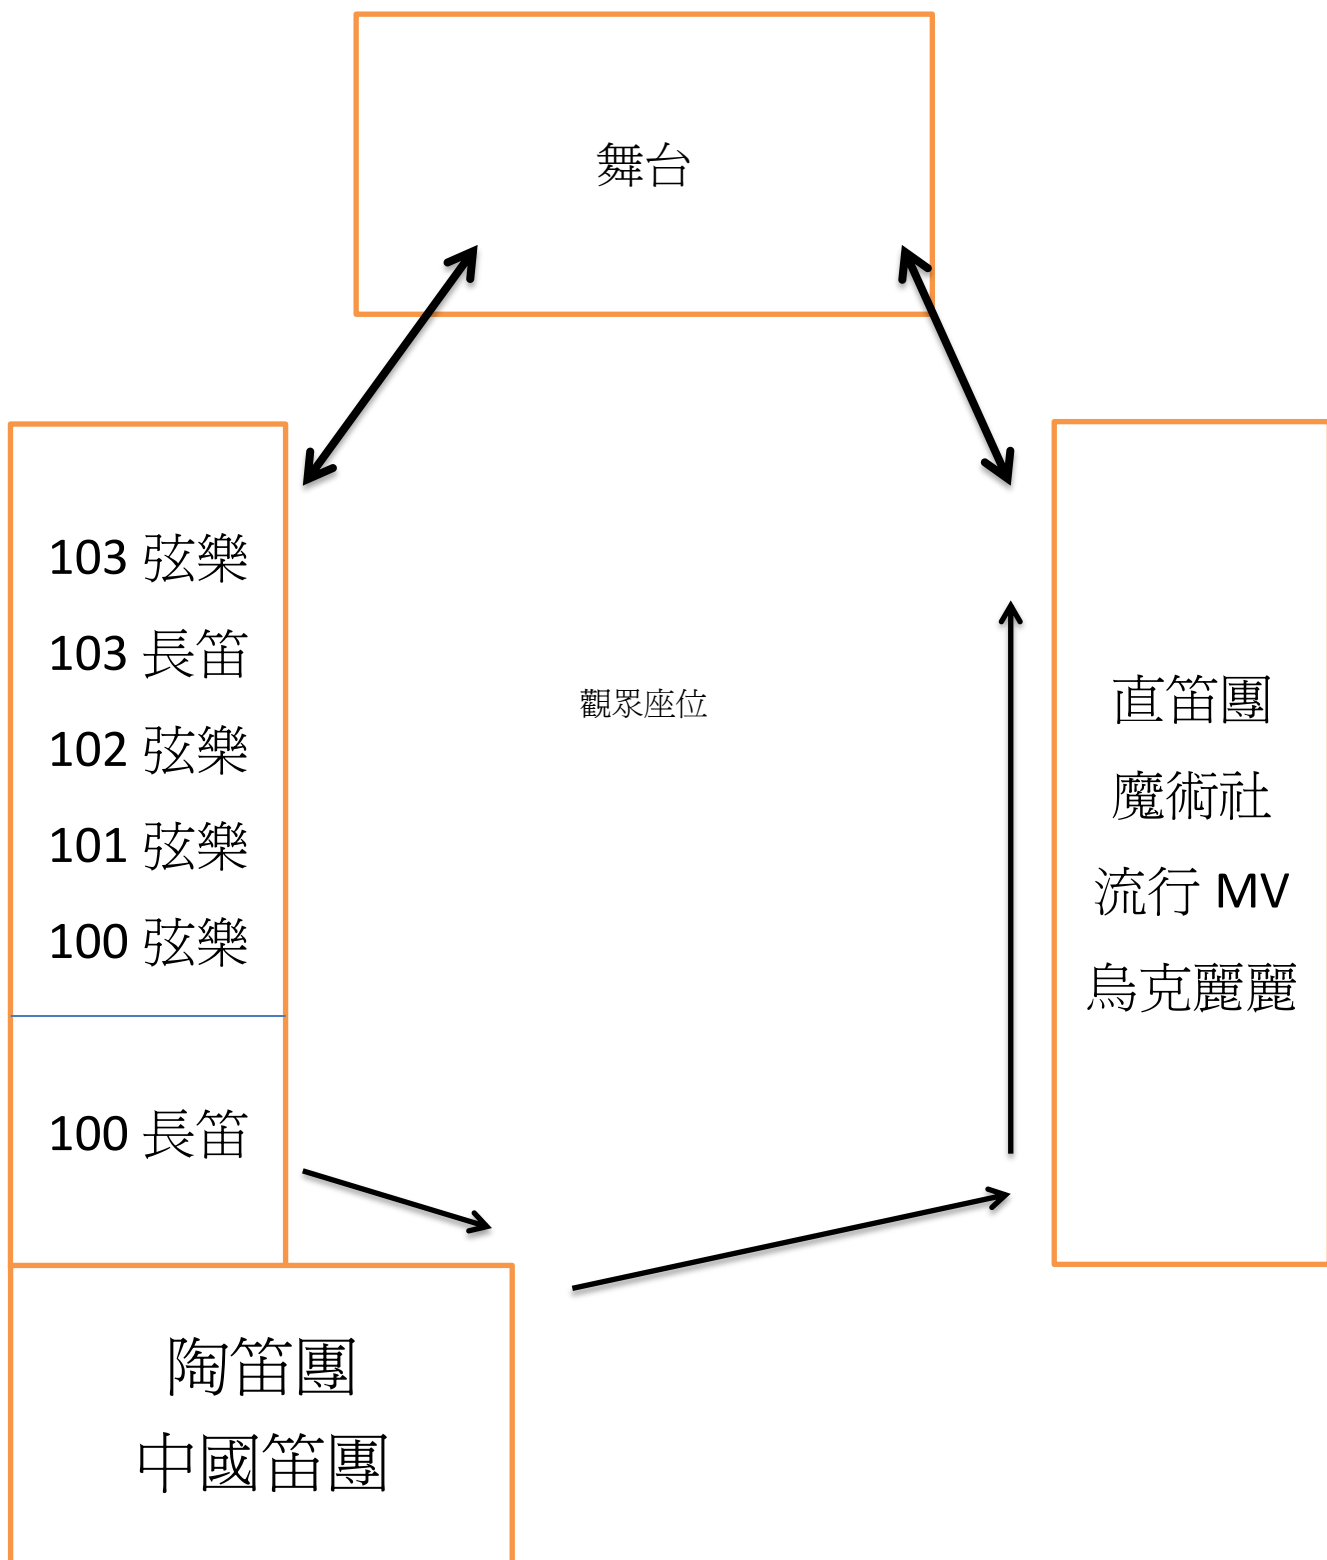 舞台
103 弦樂
103 長笛
102 弦樂
101 弦樂
100 弦樂
100 長笛
觀眾座位
直笛團
魔術社
流行 MV
烏克麗麗
陶笛團
中國笛團